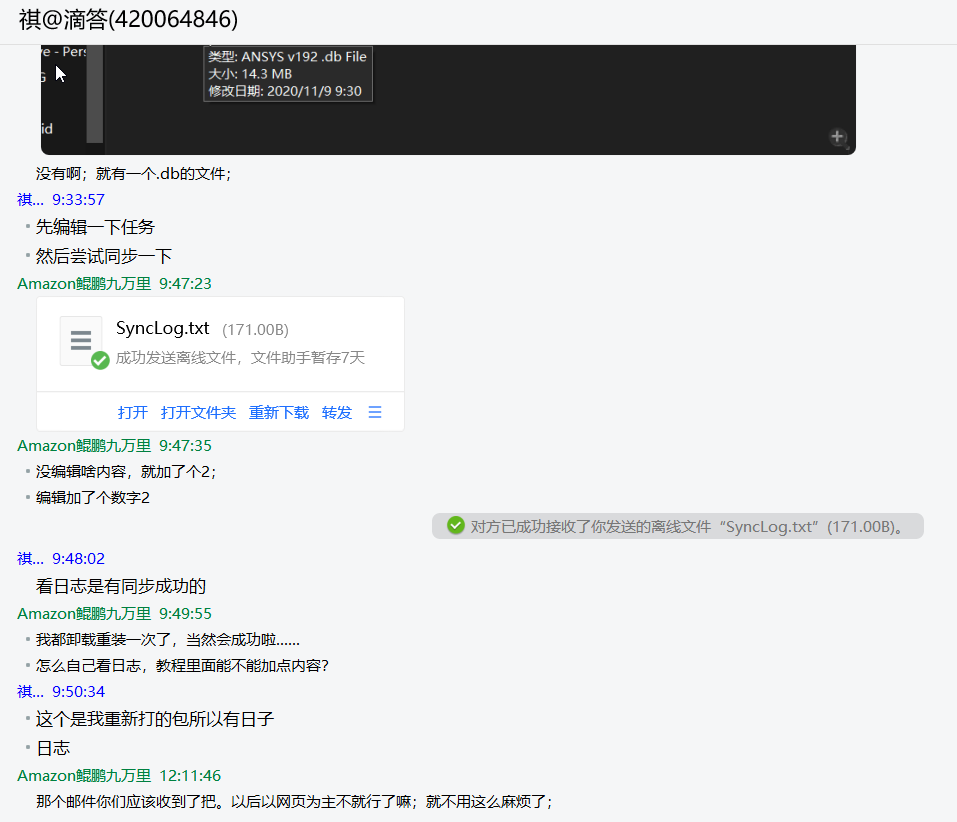 祺@滴答(420064846)
ve - Pers
G
id
类型: ANSYS v192 .db File
大小: 14.3 MB
修改日期: 2020/11/9 9:30
没有啊；就有一个.db的文件；
祺... 9:33:57
先编辑一下任务
然后尝试同步一下
Amazon鲲鹏九万里 9:47:23
SyncLog.txt (171.00B)
成功发送离线文件，文件助手暂存7天
打开 打开文件夹 重新下载 转发
Amazon鲲鹏九万里 9:47:35
没编辑啥内容，就加了个2；
编辑加了个数字2
对方已成功接收了你发送的离线文件“SyncLog.txt”(171.00B)。
祺... 9:48:02
看日志是有同步成功的
Amazon鲲鹏九万里 9:49:55
我都卸载重装一次了，当然会成功啦......
怎么自己看日志，教程里面能不能加点内容？
祺... 9:50:34
这个是我重新打的包所以有日子
日志
Amazon鲲鹏九万里 12:11:46
那个邮件你们应该收到了把。以后以网页为主不就行了嘛；就不用这么麻烦了；